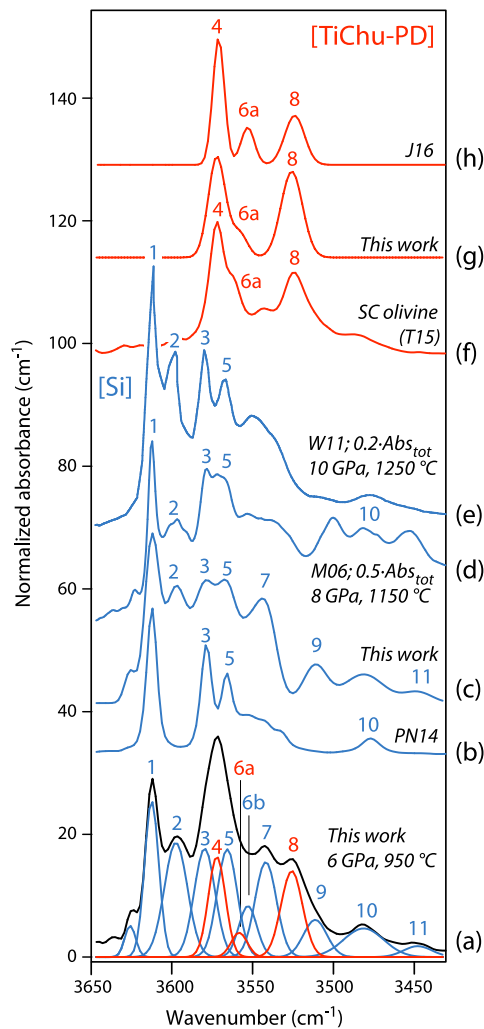 [TiChu-PD]
4
6a
8
J16
(h)
140
8
6a
This work
(g)
120
4
6a
8
SC olivine
(T15)
(f)
1
100
[Si]
2
3
5
W11; 0.2·Abstot
10 GPa, 1250 °C
(e)
80
1
2
3
5
10
M06; 0.5·Abstot
8 GPa, 1150 °C
(d)
60
2
3
5
7
9
This work
11
(c)
40
3
5
10
PN14
(b)
20
1
2
3
4
5
6a
6b
7
8
9
10
11
This work
6 GPa, 950 °C
(a)
0
3650
3600
3550
3500
3450
Wavenumber (cm-1)
Normalized absorbance (cm-1)